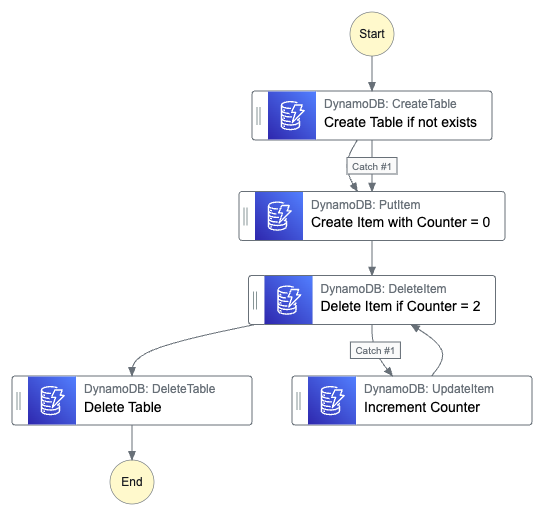 Start
DynamoDB: CreateTable
Create Table if not exists
Catch #1
DynamoDB: PutItem
Create Item with Counter = 0
DynamoDB: DeleteItem
Delete Item if Counter = 2
Catch #1
DynamoDB: DeleteTable
Delete Table
DynamoDB: UpdateItem
Increment Counter
End